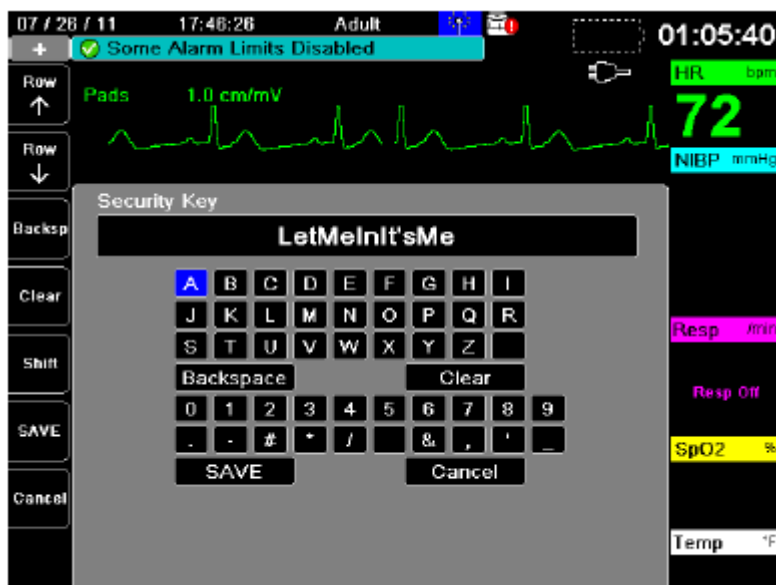 07 / 26 / 11 17:46:26 Adult
01:05:40
+
Some Alarm Limits Disabled
HR bpm
72
Row
Pads 1.0 cm/mV
Row
NIBP mmHg
Security Key
LetMeInIt'sMe
Backsp
A B C D E F G H I
Clear
J K L M N O P Q R
Resp /min
S T U V W X Y Z
Shift
Backspace Clear
Resp Off
0 1 2 3 4 5 6 7 8 9
SAVE
. - # * / & , ' _
SpO2 %
SAVE Cancel
Cancel
Temp °F